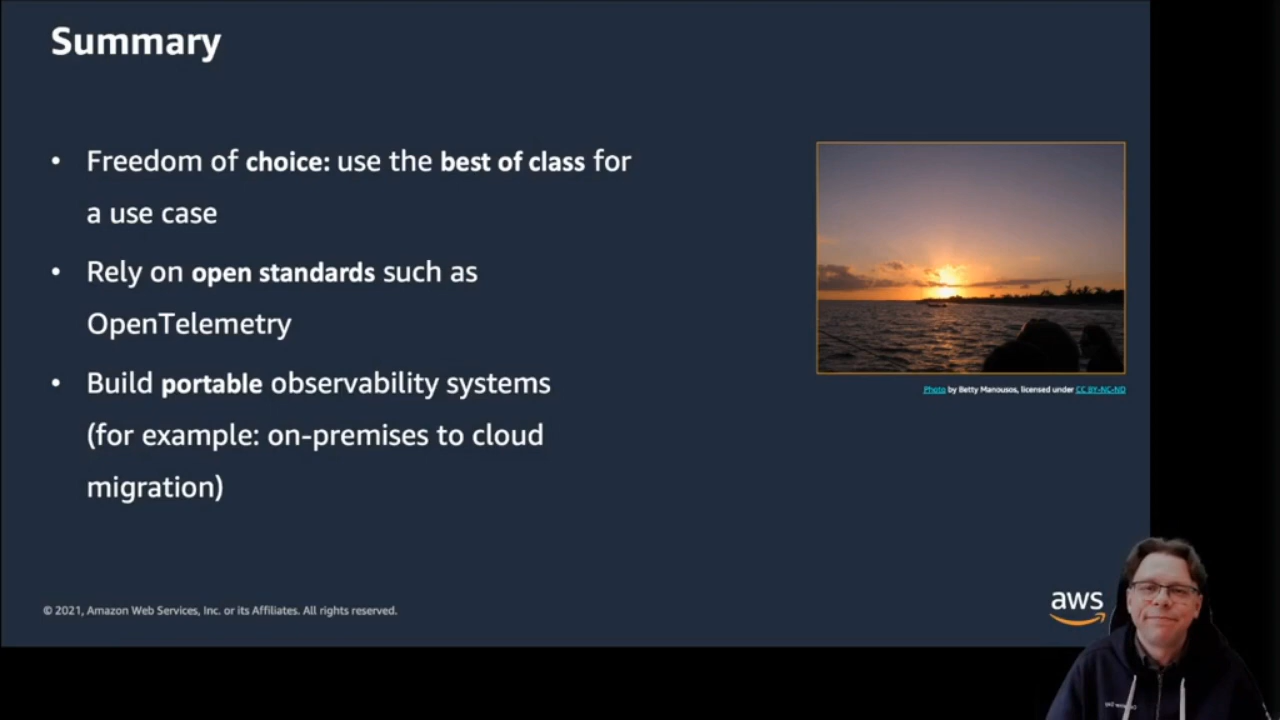 Summary
• Freedom of choice: use the best of class for
a use case
• Rely on open standards such as
OpenTelemetry
• Build portable observability systems
(for example: on-premises to cloud
migration)
Photo by Betty Manousos, licensed under CC BY-NC-ND
© 2021, Amazon Web Services, Inc. or its Affiliates. All rights reserved.
aws